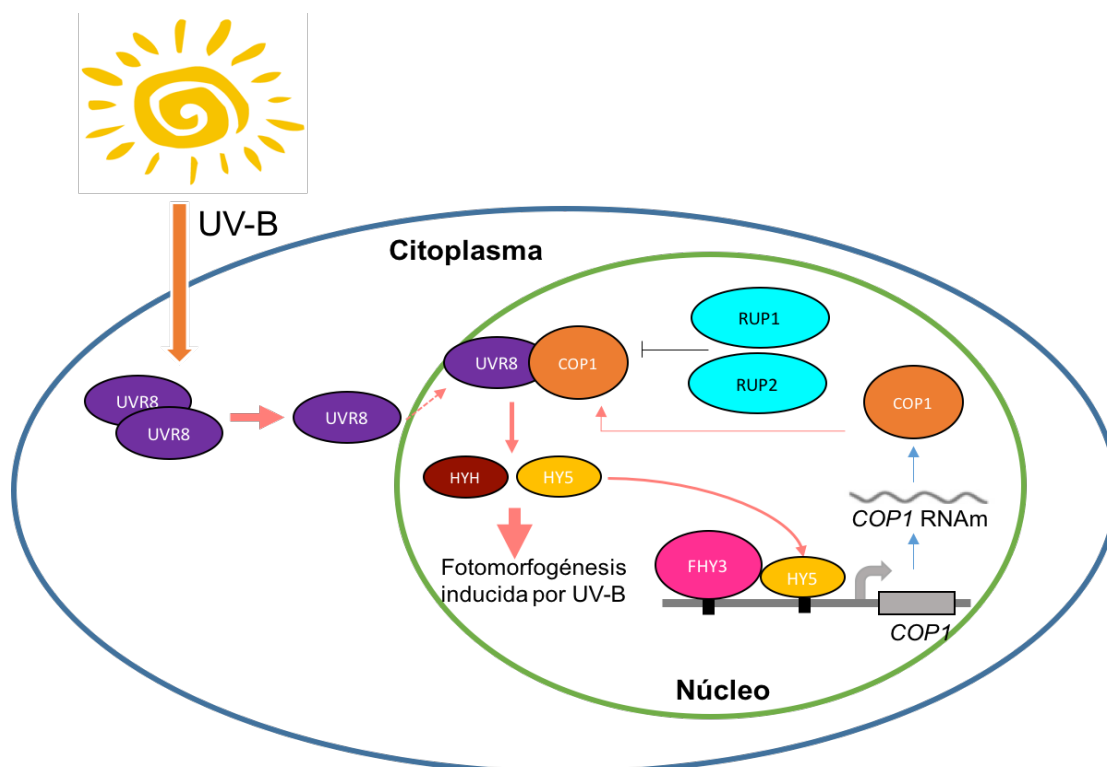 UV-B
Citoplasma
RUP1
RUP2
UVR8
COP1
UVR8
UVR8
UVR8
COP1
HYH
HY5
COP1 RNAm
Fotomorfogénesis
inducida por UV-B
FHY3
HY5
COP1
Núcleo